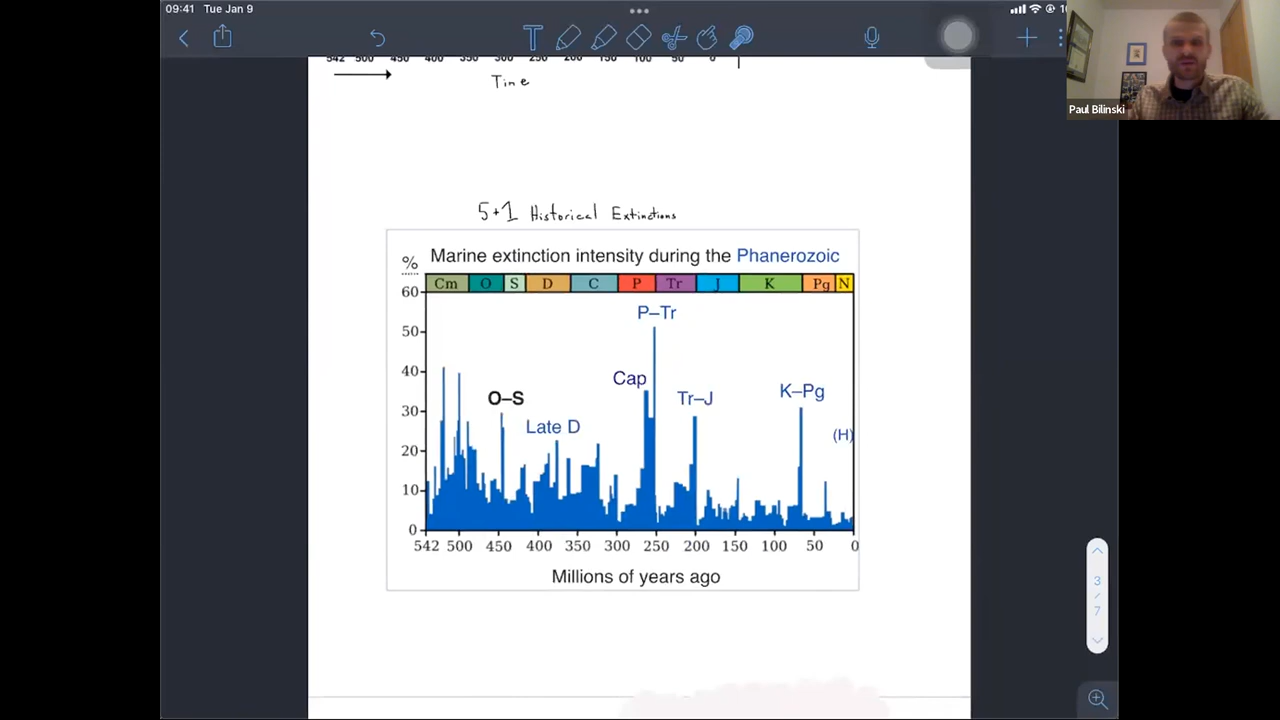 09:41 Tue Jan 9
Paul Bilinski
542 500 450 400 350 300 250 200 150 100 50 0
Time
5+1 Historical Extinctions
Marine extinction intensity during the Phanerozoic
%
Cm O S D C P Tr J K Pg N
60
P–Tr
50
Cap
40
O–S
Tr–J
K–Pg
Late D
30
(H)
20
10
0
542 500 450 400 350 300 250 200 150 100 50 0
Millions of years ago
3
/
7